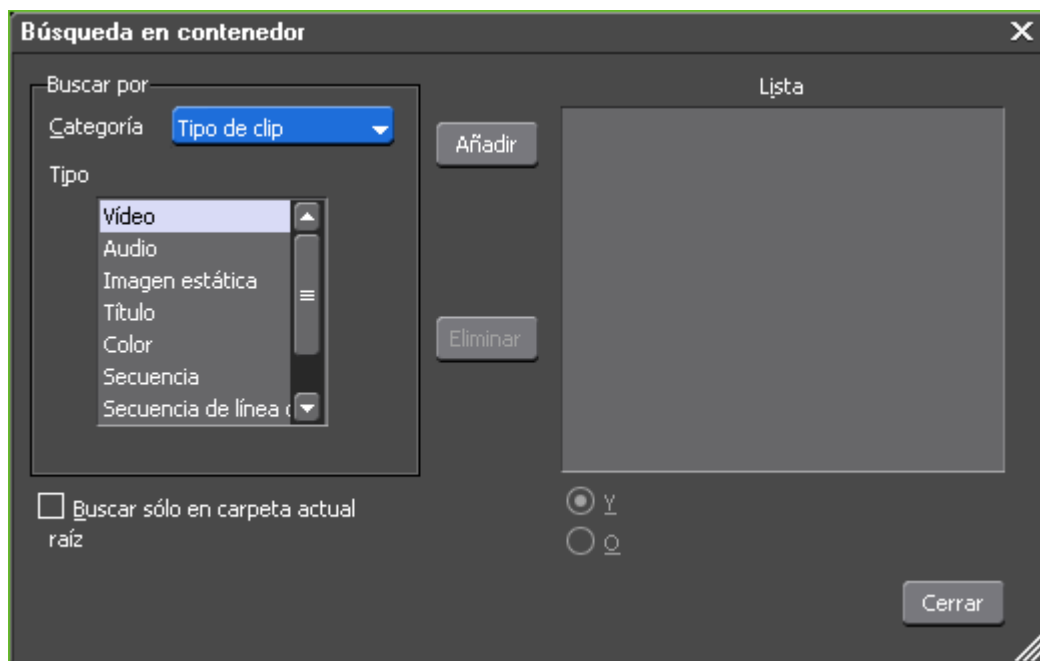 Búsqueda en contenedor
Buscar por
Categoría
Tipo de clip
Tipo
Vídeo
Audio
Imagen estática
Título
Color
Secuencia
Secuencia de línea
Buscar sólo en carpeta actual
raíz
Añadir
Eliminar
Lista
Y
O
Cerrar